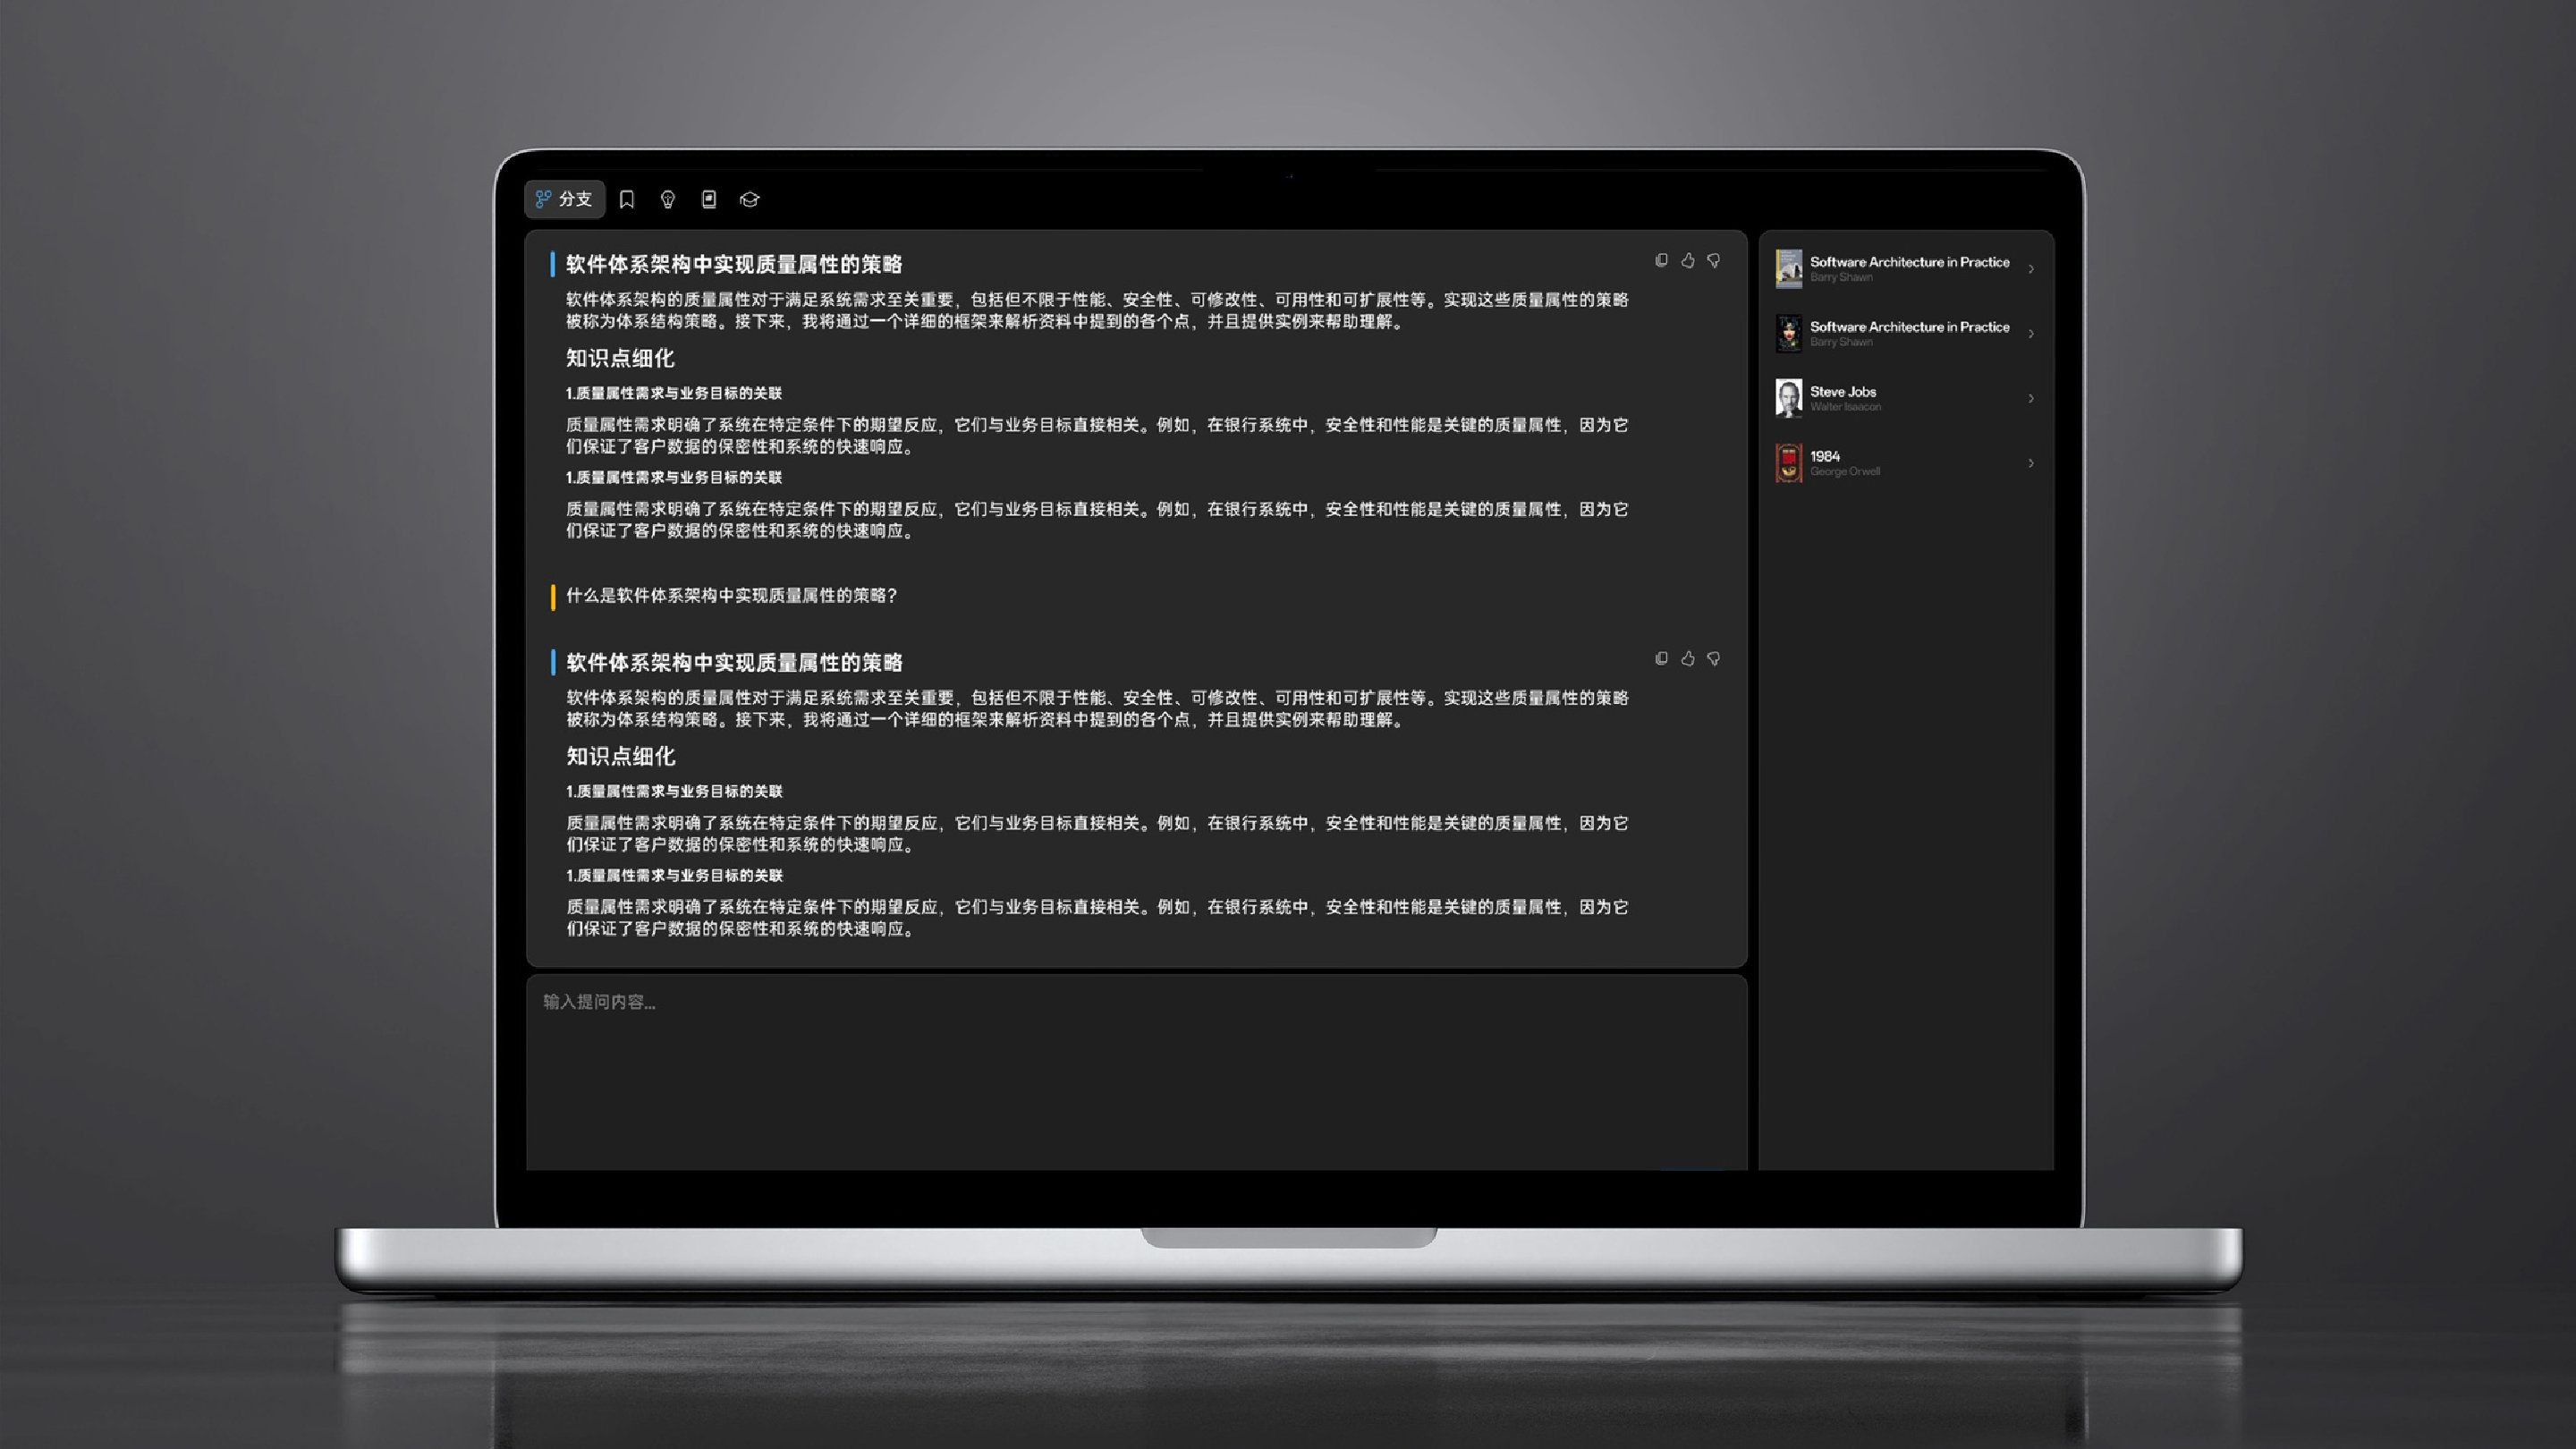 分支
软件体系架构中实现质量属性的策略
软件体系架构的质量属性对于满足系统需求至关重要，包括但不限于性能、安全性、可修改性、可用性和可扩展性等。实现这些质量属性的策略
被称为体系结构策略。接下来，我将通过一个详细的框架来解析资料中提到的各个点，并且提供实例来帮助理解。
知识点细化
1.质量属性需求与业务目标的关联
质量属性需求明确了系统在特定条件下的期望反应，它们与业务目标直接相关。例如，在银行系统中，安全性和性能是关键的质量属性，因为它
们保证了客户数据的保密性和系统的快速响应。
1.质量属性需求与业务目标的关联
质量属性需求明确了系统在特定条件下的期望反应，它们与业务目标直接相关。例如，在银行系统中，安全性和性能是关键的质量属性，因为它
们保证了客户数据的保密性和系统的快速响应。
什么是软件体系架构中实现质量属性的策略？
软件体系架构中实现质量属性的策略
软件体系架构的质量属性对于满足系统需求至关重要，包括但不限于性能、安全性、可修改性、可用性和可扩展性等。实现这些质量属性的策略
被称为体系结构策略。接下来，我将通过一个详细的框架来解析资料中提到的各个点，并且提供实例来帮助理解。
知识点细化
1.质量属性需求与业务目标的关联
质量属性需求明确了系统在特定条件下的期望反应，它们与业务目标直接相关。例如，在银行系统中，安全性和性能是关键的质量属性，因为它
们保证了客户数据的保密性和系统的快速响应。
1.质量属性需求与业务目标的关联
质量属性需求明确了系统在特定条件下的期望反应，它们与业务目标直接相关。例如，在银行系统中，安全性和性能是关键的质量属性，因为它
们保证了客户数据的保密性和系统的快速响应。
输入提问内容...
Software Architecture in Practice
Barry Shawn
Software Architecture in Practice
Barry Shawn
Steve Jobs
Walter Isaacon
1984
George Orwell